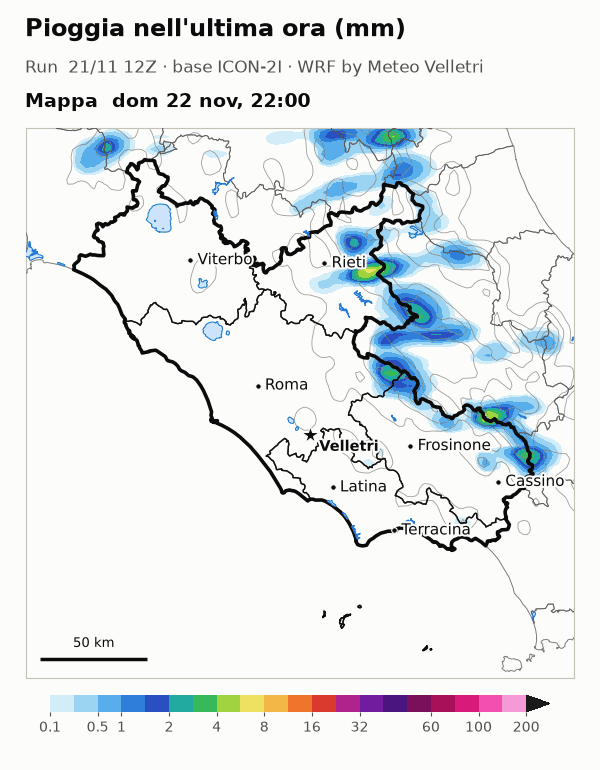 Pioggia nell'ultima ora (mm)
Run  21/11 12Z · base ICON-2I · WRF by Meteo Velletri
Mappa  dom 22 nov, 22:00
Viterbo
Rieti
Roma
Velletri
Frosinone
Latina
Cassino
Terracina
50 km
0.1 0.5 1 2 4 8 16 32 60 100 200